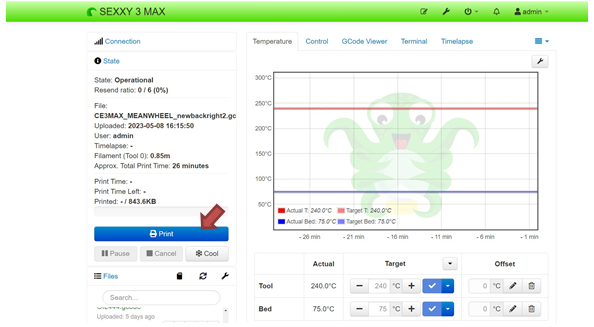 SEXXY 3 MAX
admin
Connection
State
State: Operational
Resend ratio: 0 / 6 (0%)
File:
CE3MAX_MEANWHEEL_newbackright2.gc
Uploaded: 2023-05-08 16:15:50
User: admin
Timelapse: -
Filament (Tool 0): 0.85m
Approx. Total Print Time: 26 minutes
Print Time: -
Print Time Left: -
Printed: - / 843.6KB
Print
Pause Cancel Cool
Files
Search...
Uploaded: 5 days ago
Temperature Control GCode Viewer Terminal Timelapse
300°C
250°C
200°C
150°C
100°C
50°C
Actual T: 240.0°C Target T: 240.0°C
Actual Bed: 75.0°C Target Bed: 75.0°C
- 26 min - 21 min - 16 min - 11 min - 6 min - 1 min
Actual Target Offset
Tool 240.0°C 240 °C 0 °C
Bed 75.0°C 75 °C 0 °C